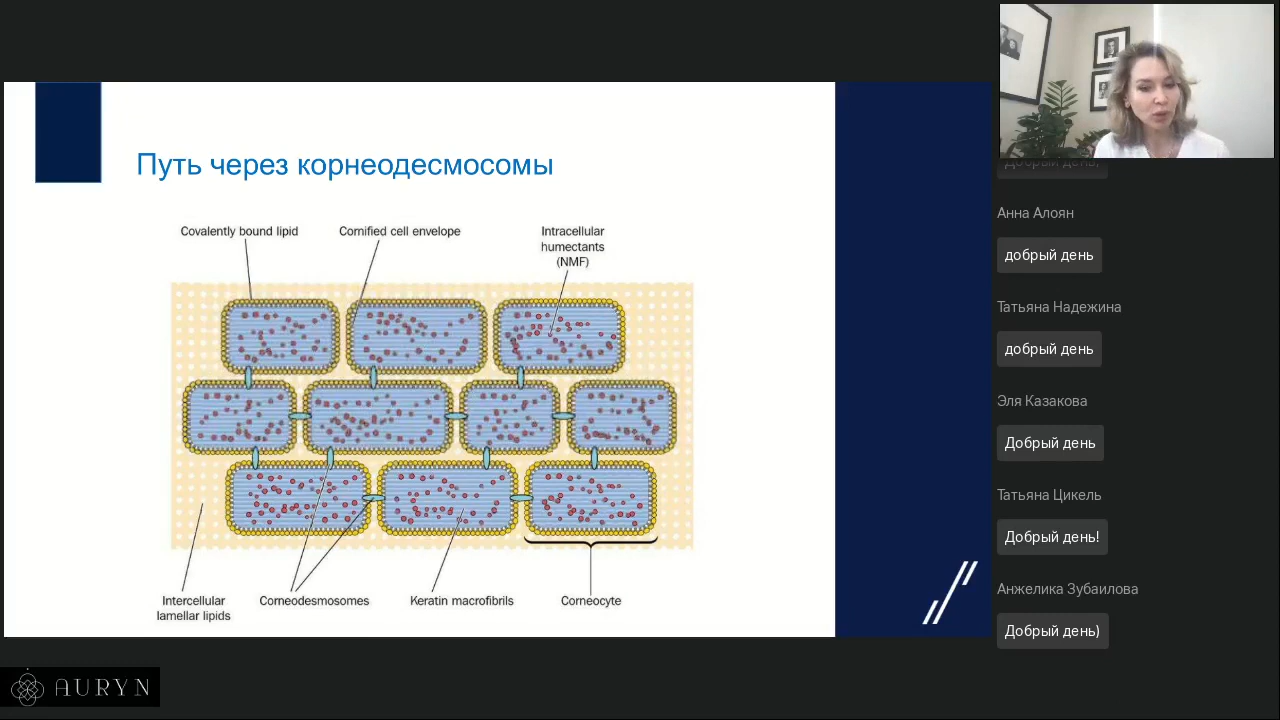 Путь через корнеодесмосомы
Covalently bound lipid
Cornified cell envelope
Intracellular
humectants
(NMF)
Intercellular
lamellar lipids
Corneodesmosomes
Keratin macrofibrils
Corneocyte
AURYN
Добрый день,
Анна Алоян
добрый день
Татьяна Надежина
добрый день
Эля Казакова
Добрый день
Татьяна Цикель
Добрый день!
Анжелика Зубаилова
Добрый день)